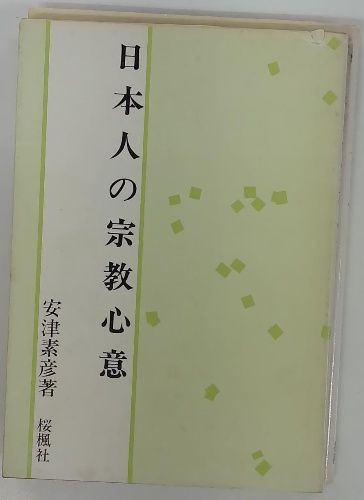 日本人の宗教心意
安津素彦著
桜楓社